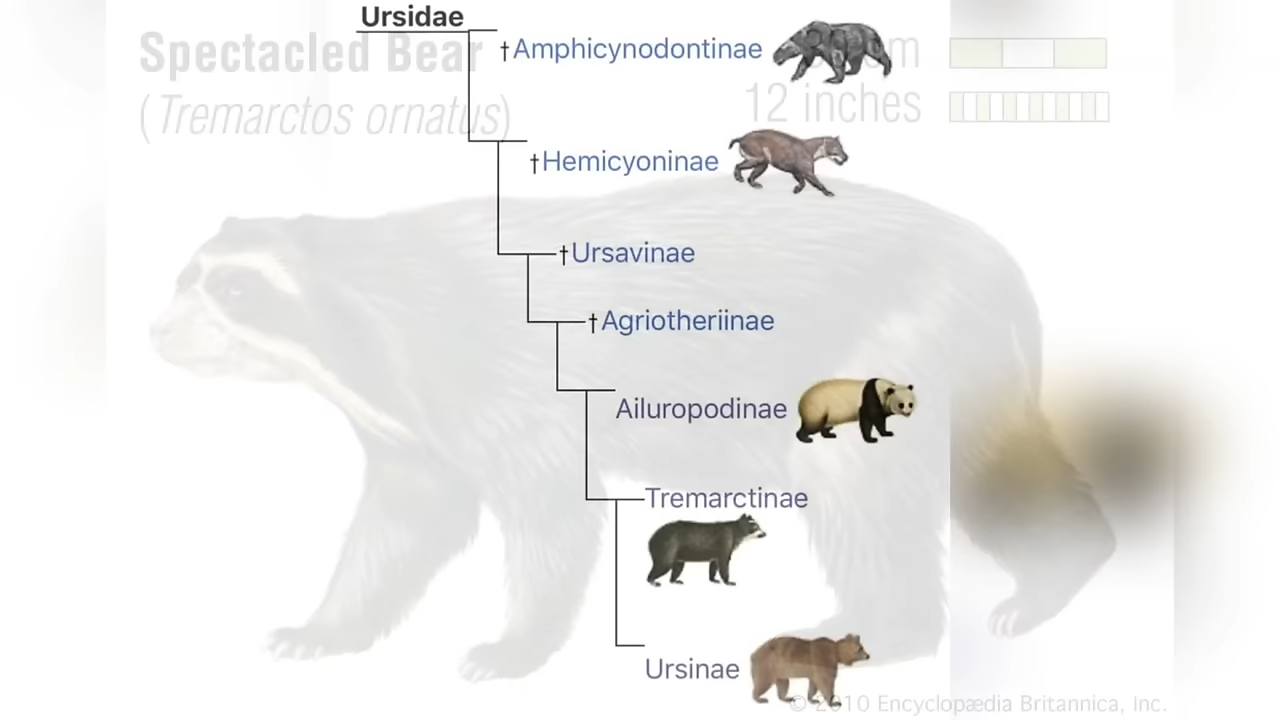 Ursidae
Spectacled Bear
(Tremarctos ornatus)
†Amphicynodontinae
12 inches
†Hemicyoninae
†Ursavinae
†Agriotheriinae
Ailuropodinae
Tremarctinae
Ursinae
© 2010 Encyclopædia Britannica, Inc.